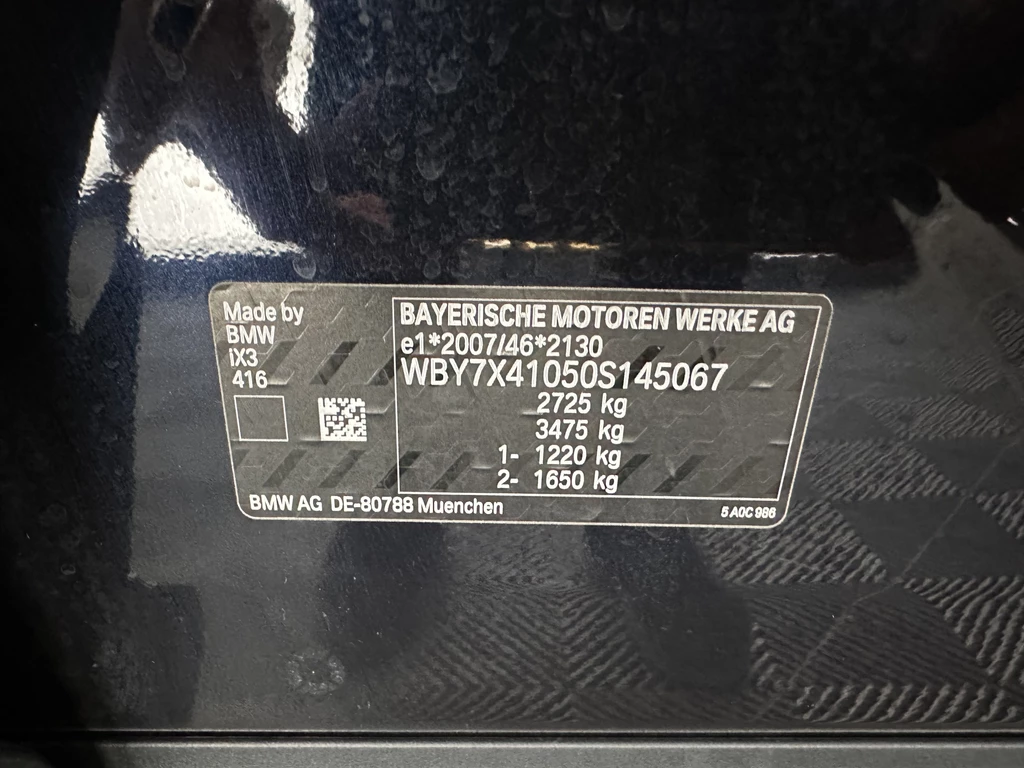 Made by
BMW
iX3
416
BAYERISCHE MOTOREN WERKE AG
e1*2007/46*2130
WBY7X41050S145067
2725 kg
3475 kg
1- 1220 kg
2- 1650 kg
BMW AG DE-80788 Muenchen
5 A0C 986